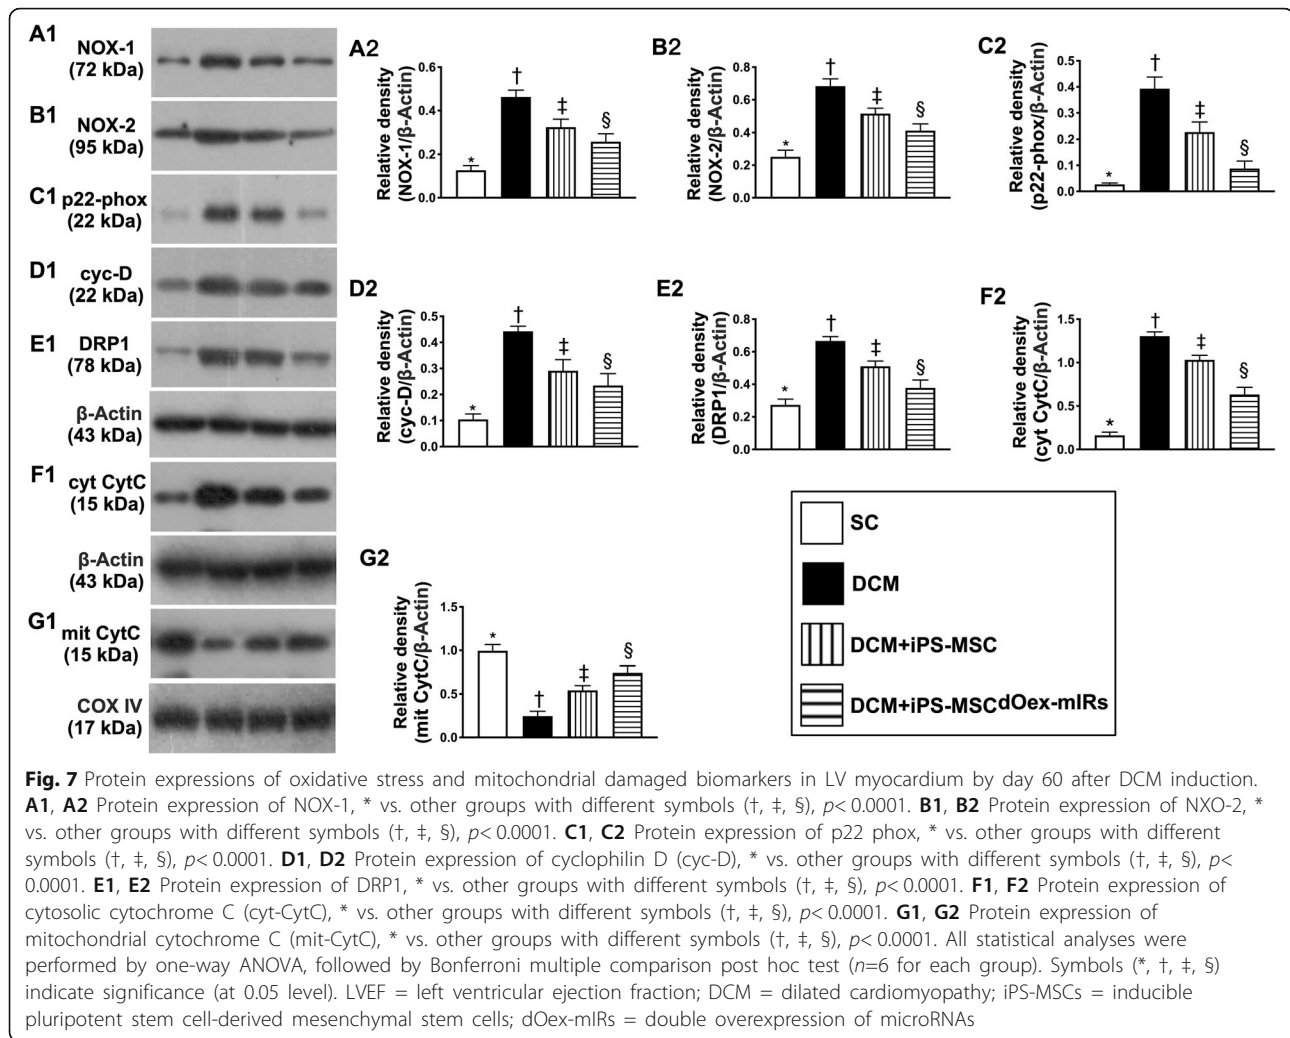 A1
NOX-1
(72 kDa)
B1
NOX-2
(95 kDa)
C1 p22-phox
(22 kDa)
D1
cyc-D
(22 kDa)
E1 DRP1
(78 kDa)
β-Actin
(43 kDa)
F1
cyt CytC
(15 kDa)
β-Actin
(43 kDa)
G1
mit CytC
(15 kDa)
COX IV
(17 kDa)
A2
Relative density
(NOX-1/β-Actin)
0.6
0.4
0.2
0.0
* † ‡ §
B2
Relative density
(NOX-2/β-Actin)
0.8
0.6
0.4
0.2
0.0
* † ‡ §
C2
Relative density
(p22-phox/β-Actin)
0.5
0.4
0.3
0.2
0.1
0.0
* † ‡ §
D2
Relative density
(cyc-D/β-Actin)
0.5
0.4
0.3
0.2
0.1
0.0
* † ‡ §
E2
Relative density
(DRP1/β-Actin)
0.8
0.6
0.4
0.2
0.0
* † ‡ §
F2
Relative density
(cyt CytC/β-Actin)
1.5
1.0
0.5
0.0
* † ‡ §
G2
Relative density
(mit CytC/β-Actin)
1.5
1.0
0.5
0.0
* † ‡ §
SC
DCM
DCM+iPS-MSC
DCM+iPS-MSCdOex-mIRs
Fig. 7 Protein expressions of oxidative stress and mitochondrial damaged biomarkers in LV myocardium by day 60 after DCM induction.
A1, A2 Protein expression of NOX-1, * vs. other groups with different symbols (†, ‡, §), p< 0.0001. B1, B2 Protein expression of NXO-2, *
vs. other groups with different symbols (†, ‡, §), p< 0.0001. C1, C2 Protein expression of p22 phox, * vs. other groups with different
symbols (†, ‡, §), p< 0.0001. D1, D2 Protein expression of cyclophilin D (cyc-D), * vs. other groups with different symbols (†, ‡, §), p<
0.0001. E1, E2 Protein expression of DRP1, * vs. other groups with different symbols (†, ‡, §), p< 0.0001. F1, F2 Protein expression of
cytosolic cytochrome C (cyt-CytC), * vs. other groups with different symbols (†, ‡, §), p< 0.0001. G1, G2 Protein expression of
mitochondrial cytochrome C (mit-CytC), * vs. other groups with different symbols (†, ‡, §), p< 0.0001. All statistical analyses were
performed by one-way ANOVA, followed by Bonferroni multiple comparison post hoc test (n=6 for each group). Symbols (*, †, ‡, §)
indicate significance (at 0.05 level). LVEF = left ventricular ejection fraction; DCM = dilated cardiomyopathy; iPS-MSCs = inducible
pluripotent stem cell-derived mesenchymal stem cells; dOex-mIRs = double overexpression of microRNAs